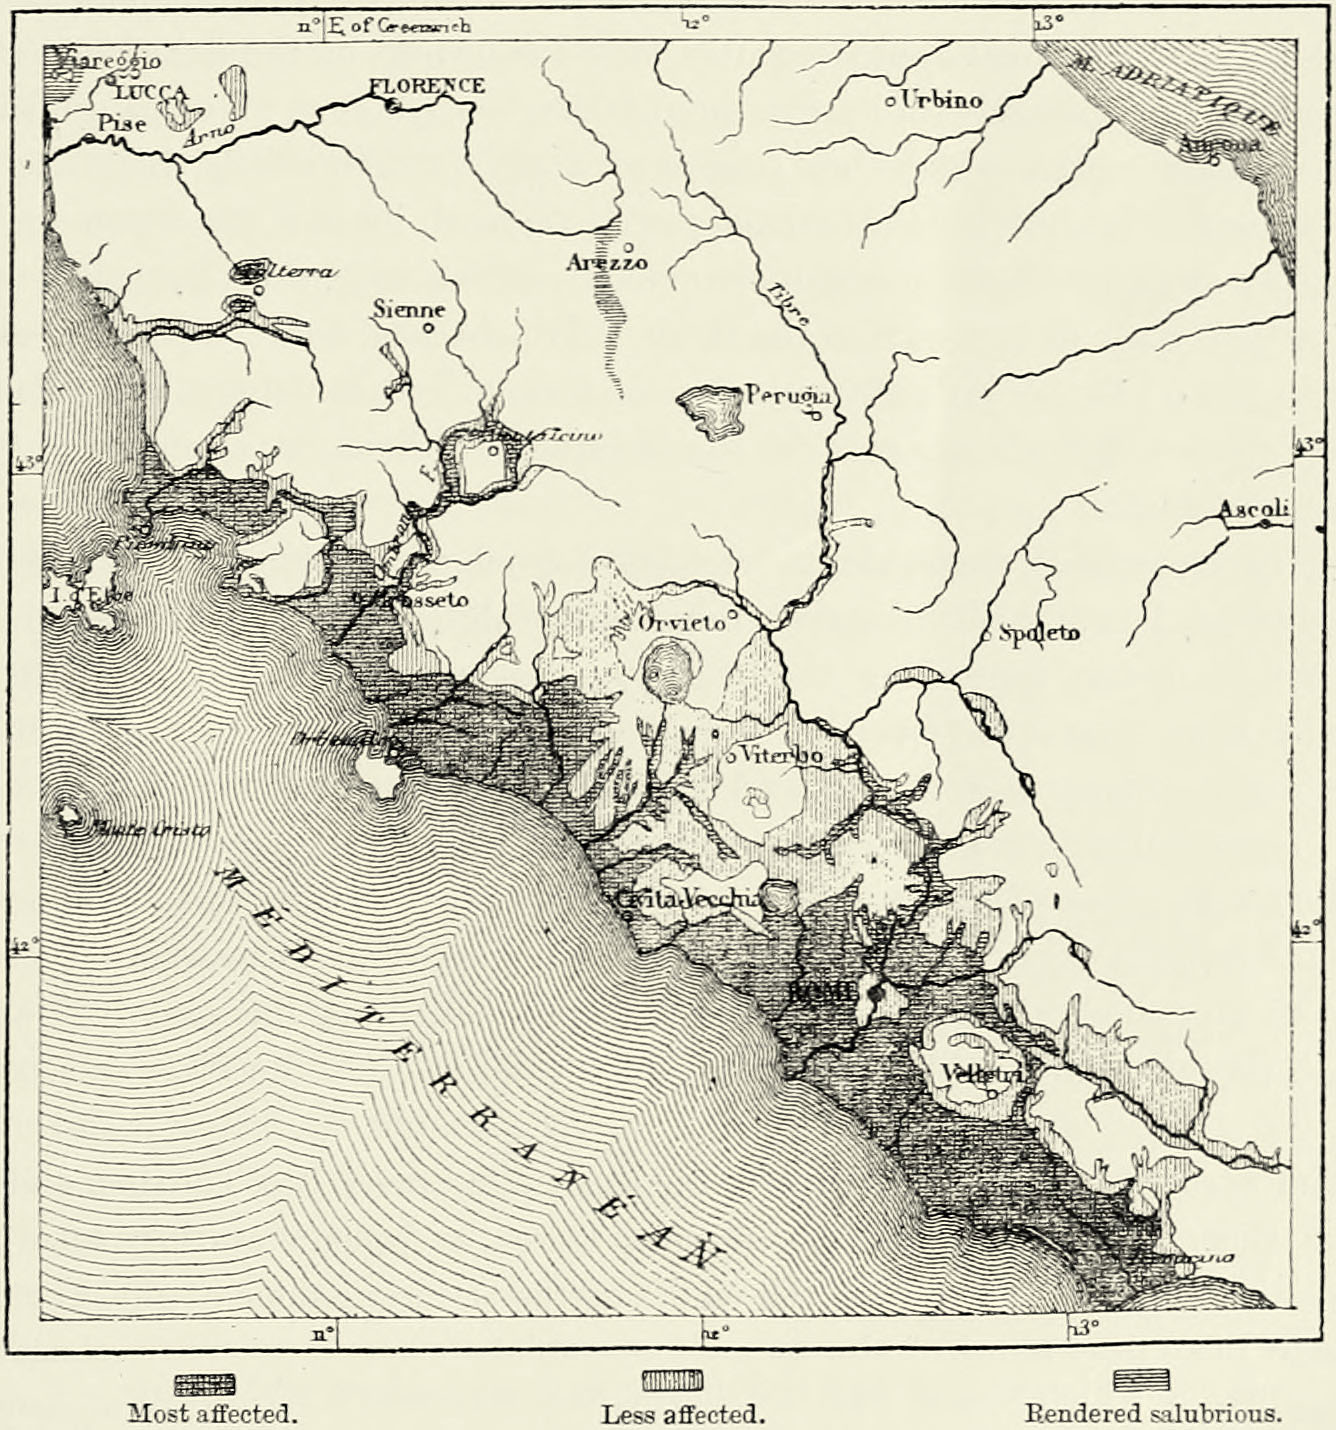 11° E. of Greenwich
12°
13°
Viareggio
LUCCA
FLORENCE
Pise
Arno
Urbino
M. ADRIATIQUE
Ancona
Arezzo
Volterra
Sienne
Tibre
Perugia
43°
43°
Ascoli
Piombino
I. d'Elbe
Grosseto
Orvieto
Spoleto
Orbetello
Viterbo
Monte Cristo
Civita Vecchia
42°
42°
ROME
Velletri
MEDITERRANÉAN
Terracina
11°
12°
13°
Most affected.
Less affected.
Rendered salubrious.